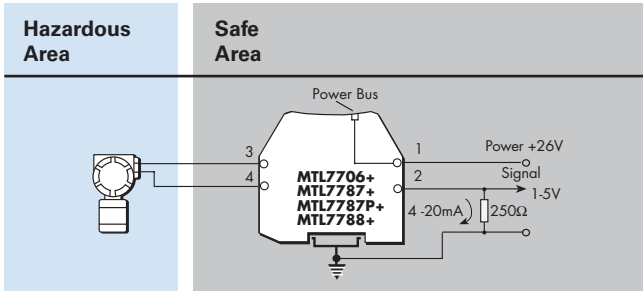 Hazardous
Area
Safe
Area
Power Bus
3
4
MTL7706+
MTL7787+
MTL7787P+
MTL7788+
1
2
Power +26V
Signal
1-5V
4 -20mA
250Ω